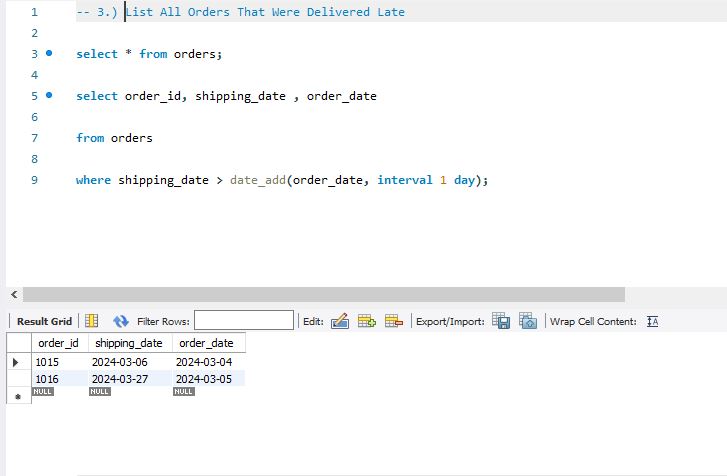 1 -- 3.) List All Orders That Were Delivered Late
2
3 select * from orders;
4
5 select order_id, shipping_date , order_date
6
7 from orders
8
9 where shipping_date > date_add(order_date, interval 1 day);
Result Grid Filter Rows: Edit: Export/Import: Wrap Cell Content: IA
order_id shipping_date order_date
1015 2024-03-06 2024-03-04
1016 2024-03-27 2024-03-05
NULL NULL NULL